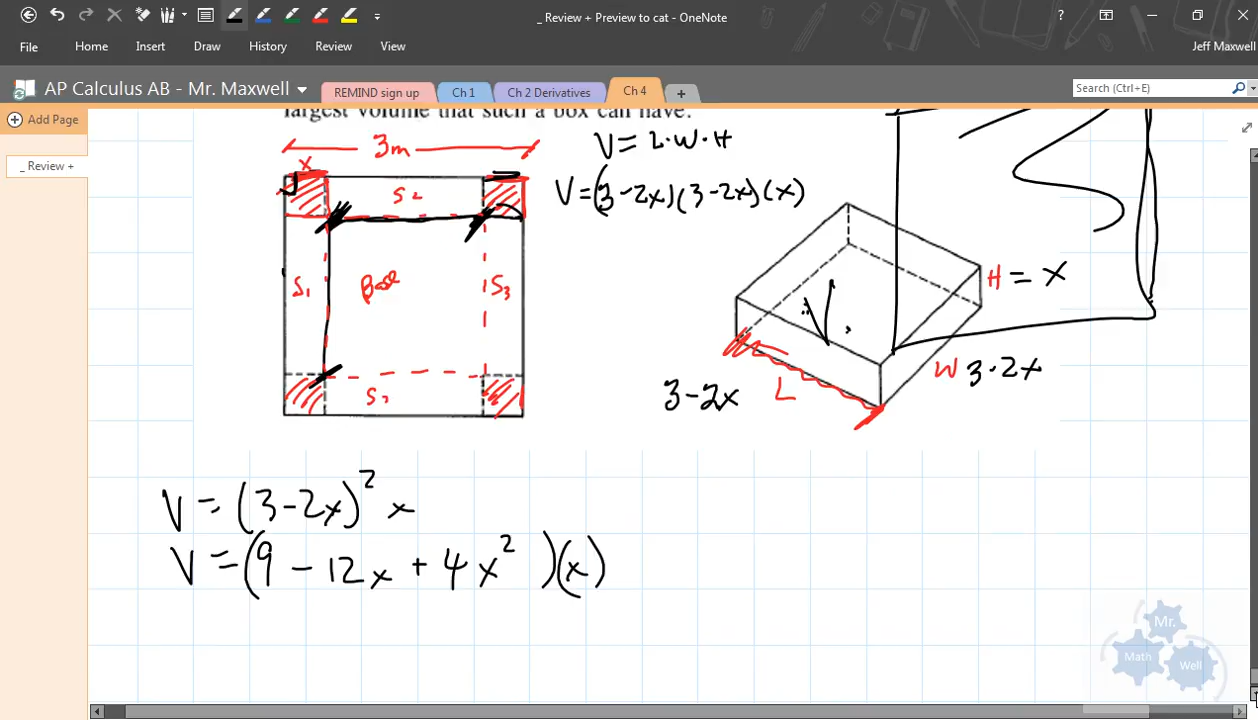 _ Review + Preview to cat - OneNote
?
File
Home
Insert
Draw
History
Review
View
Jeff Maxwell
AP Calculus AB - Mr. Maxwell
REMIND sign up
Ch 1
Ch 2 Derivatives
Ch 4
+
Search (Ctrl+E)
Add Page
_ Review +
largest volume that such a box can have.
3m
x
V = L·W·H
V = (3-2x)(3-2x)(x)
S2
S1
Base
S3
H = x
W 3-2x
3-2x
L
V = (3-2x)² x
V = (9 - 12x + 4x² )(x)
Mr.
Math
Well